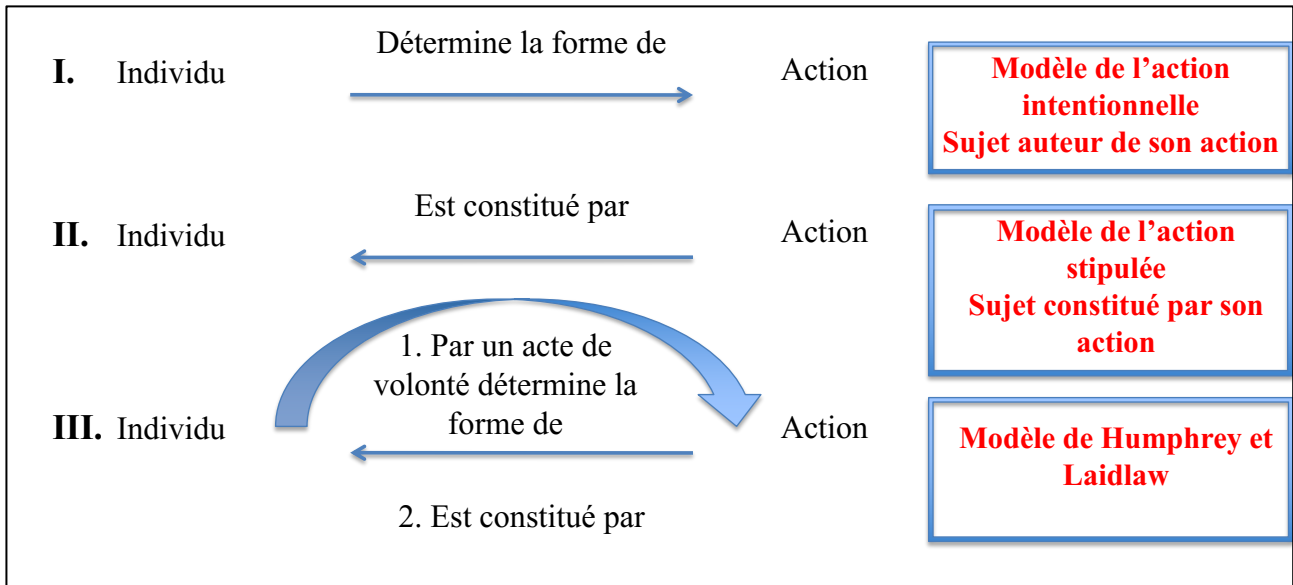 Détermine la forme de
I. Individu
Action
Modèle de l’action
intentionnelle
Sujet auteur de son action
Est constitué par
II. Individu
Action
Modèle de l’action
stipulée
Sujet constitué par son
action
1. Par un acte de
volonté détermine la
forme de
III. Individu
Action
Modèle de Humphrey et
Laidlaw
2. Est constitué par